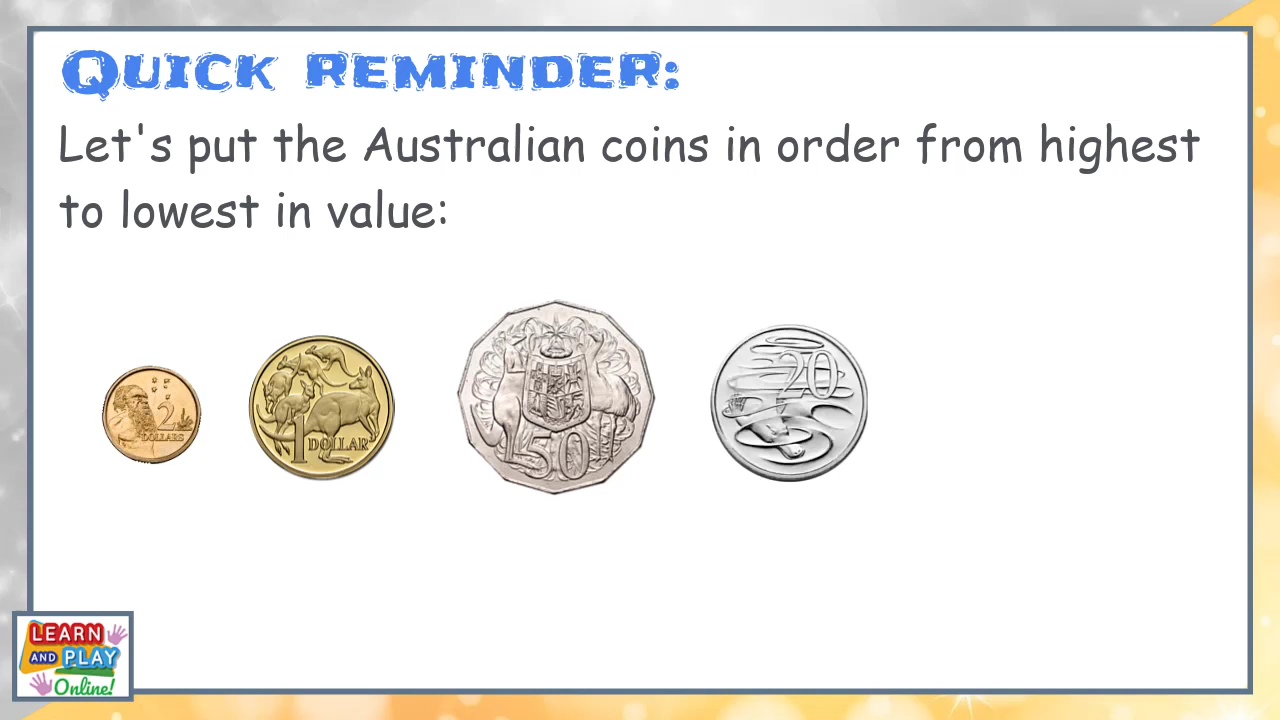 Quick reminder:
Let's put the Australian coins in order from highest
to lowest in value:
2
DOLLARS
1 DOLLAR
50
20
LEARN
AND PLAY
Online!